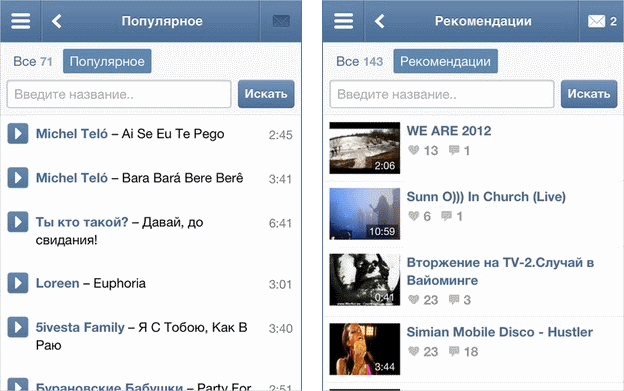 Популярное
Все 71 Популярное
Введите название.. Искать
Michel Teló – Ai Se Eu Te Pego 2:45
Michel Teló – Bara Bará Bere Berê 3:41
Ты кто такой? – Давай, до 6:41
свидания!
Loreen – Euphoria 3:01
5ivesta Family – Я С Тобою, Как В 3:40
Раю
Бурановские Бабушки – Party For 2:51
Рекомендации 2
Все 143 Рекомендации
Введите название.. Искать
WE ARE 2012
13 1
2:06
Sunn O))) In Church (Live)
6 1
10:59
Вторжение на TV-2.Случай в
Вайоминге
23 3
0:41
Simian Mobile Disco - Hustler
23 18
3:44